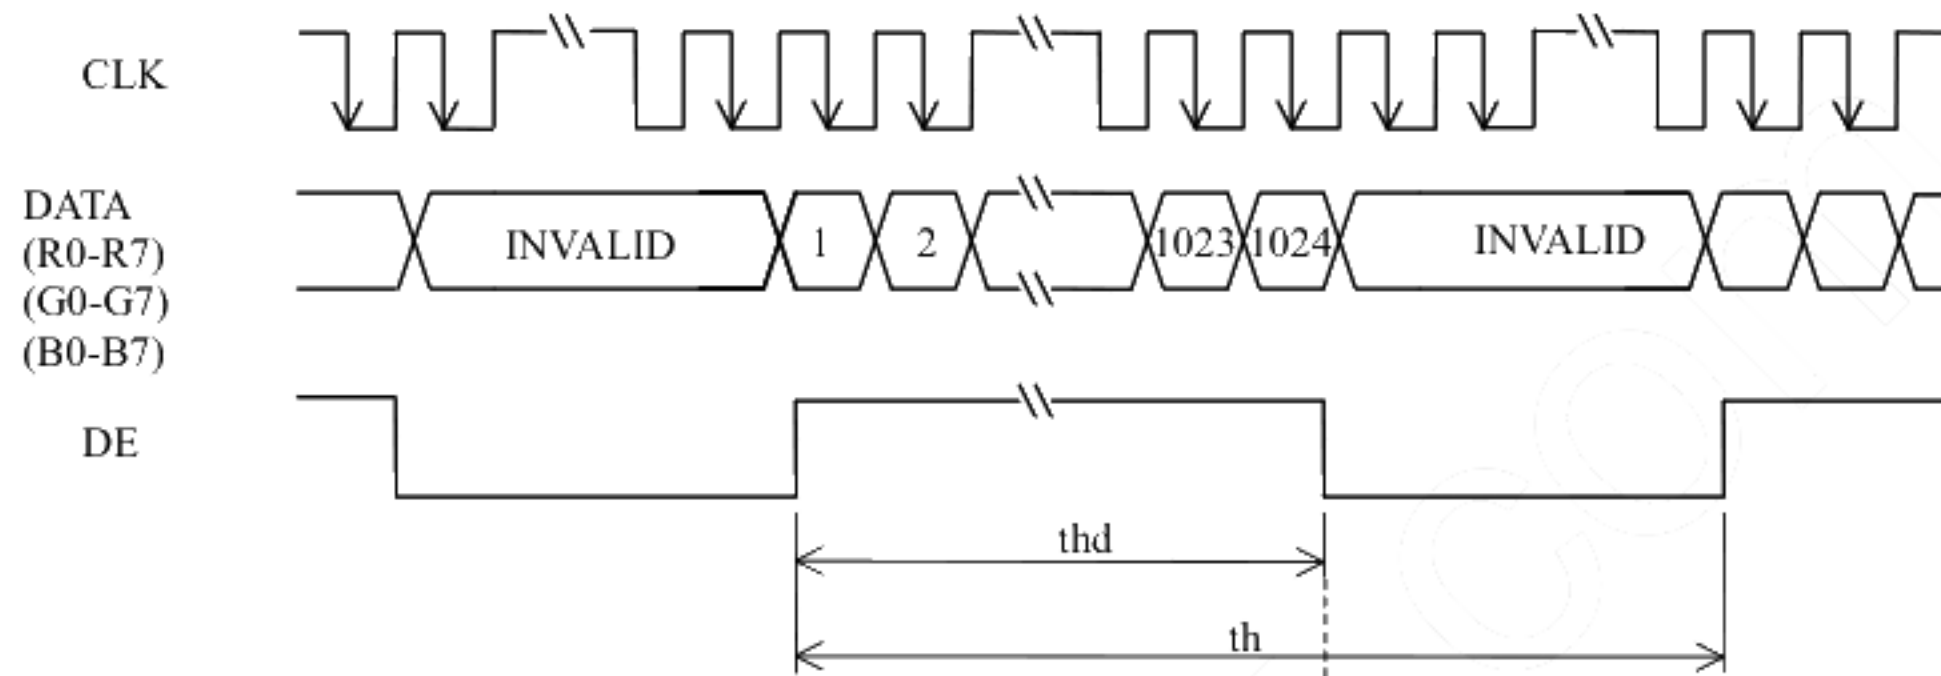 CLK
DATA
(R0-R7)
(G0-G7)
(B0-B7)
INVALID 1 2 1023 1024 INVALID
DE
thd
th